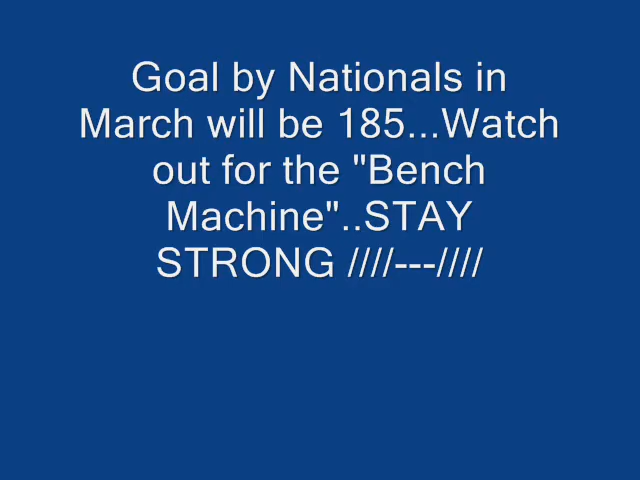 Goal by Nationals in
March will be 185...Watch
out for the "Bench
Machine"..STAY
STRONG ////---////